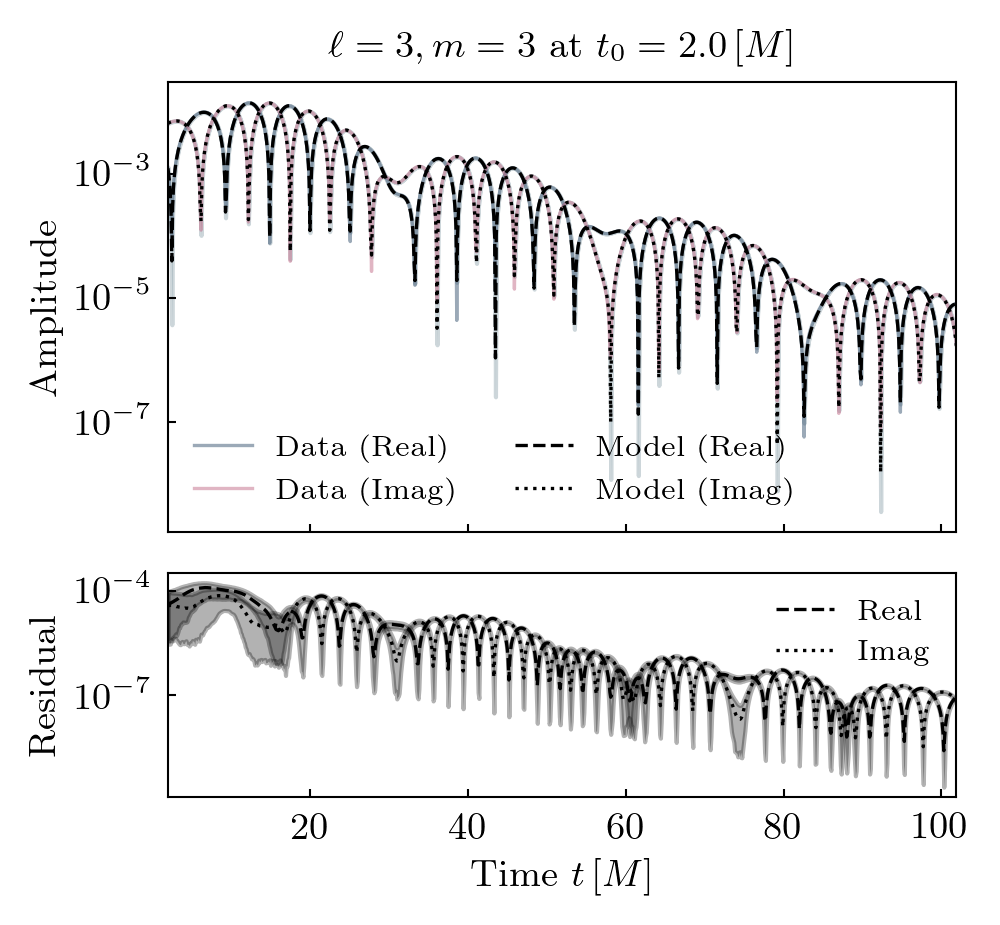 ℓ = 3, m = 3 at t₀ = 2.0 [M]
Amplitude
10⁻³
10⁻⁵
10⁻⁷
Data (Real)
Data (Imag)
Model (Real)
Model (Imag)
Residual
10⁻⁴
10⁻⁷
Real
Imag
20 40 60 80 100
Time t [M]